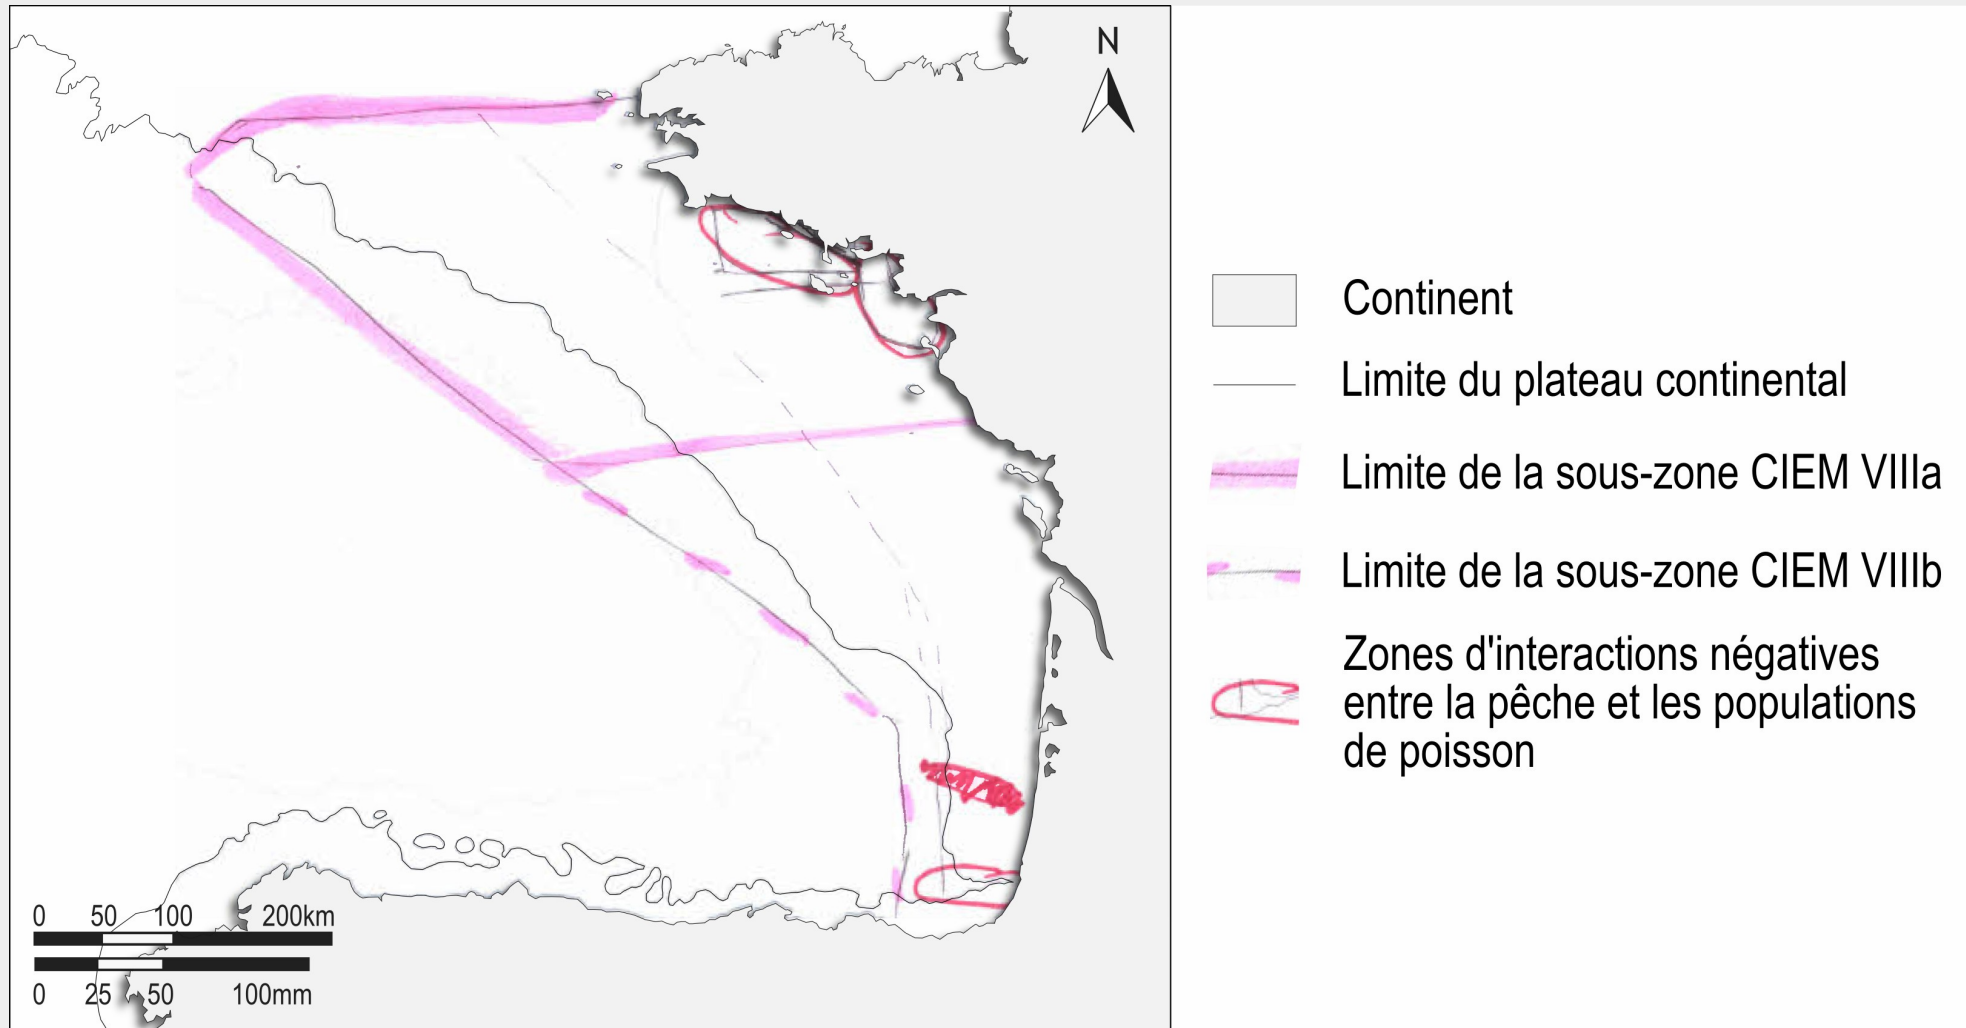 N
Continent
Limite du plateau continental
Limite de la sous-zone CIEM VIIIa
Limite de la sous-zone CIEM VIIIb
Zones d'interactions négatives
entre la pêche et les populations
de poisson
0 50 100 200km
0 25 50 100mm